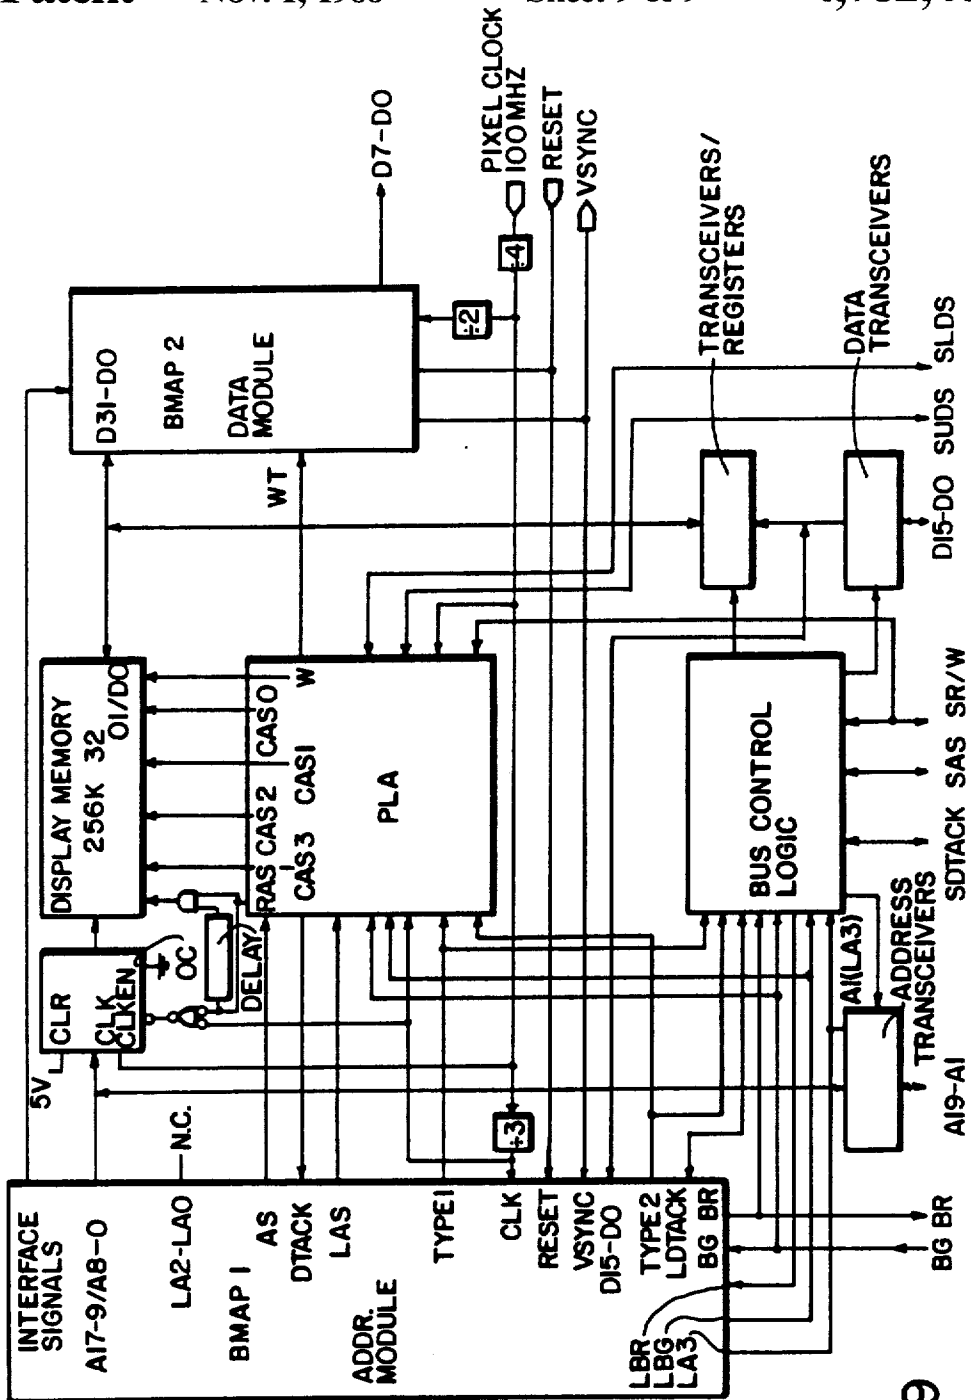 Nov. 1, 1988
INTERFACE
SIGNALS
A17-9/A8-0
LA2-LA0
N.C.
BMAP 1
AS
DTACK
LAS
ADDR.
MODULE
TYPE1
CLK
RESET
VSYNC
D15-D0
TYPE2
LDTACK
BG BR
LBR
LBG
LA3
5V
CLR
CLK
CLKEN
OC
DELAY
÷3
DISPLAY MEMORY
256K 32
OI/DO
RAS CAS2 CAS0
CAS3 CAS1 W
PLA
WT
D31-D0
BMAP 2
DATA
MODULE
D7-D0
÷2
÷4
PIXEL CLOCK
100MHZ
RESET
VSYNC
TRANSCEIVERS/
REGISTERS
DATA
TRANSCEIVERS
BUS CONTROL
LOGIC
A1(LA3)
ADDRESS
TRANSCEIVERS
BG BR
A19-A1
SDTACK SAS SR/W
D15-D0 SUDS SLDS
9